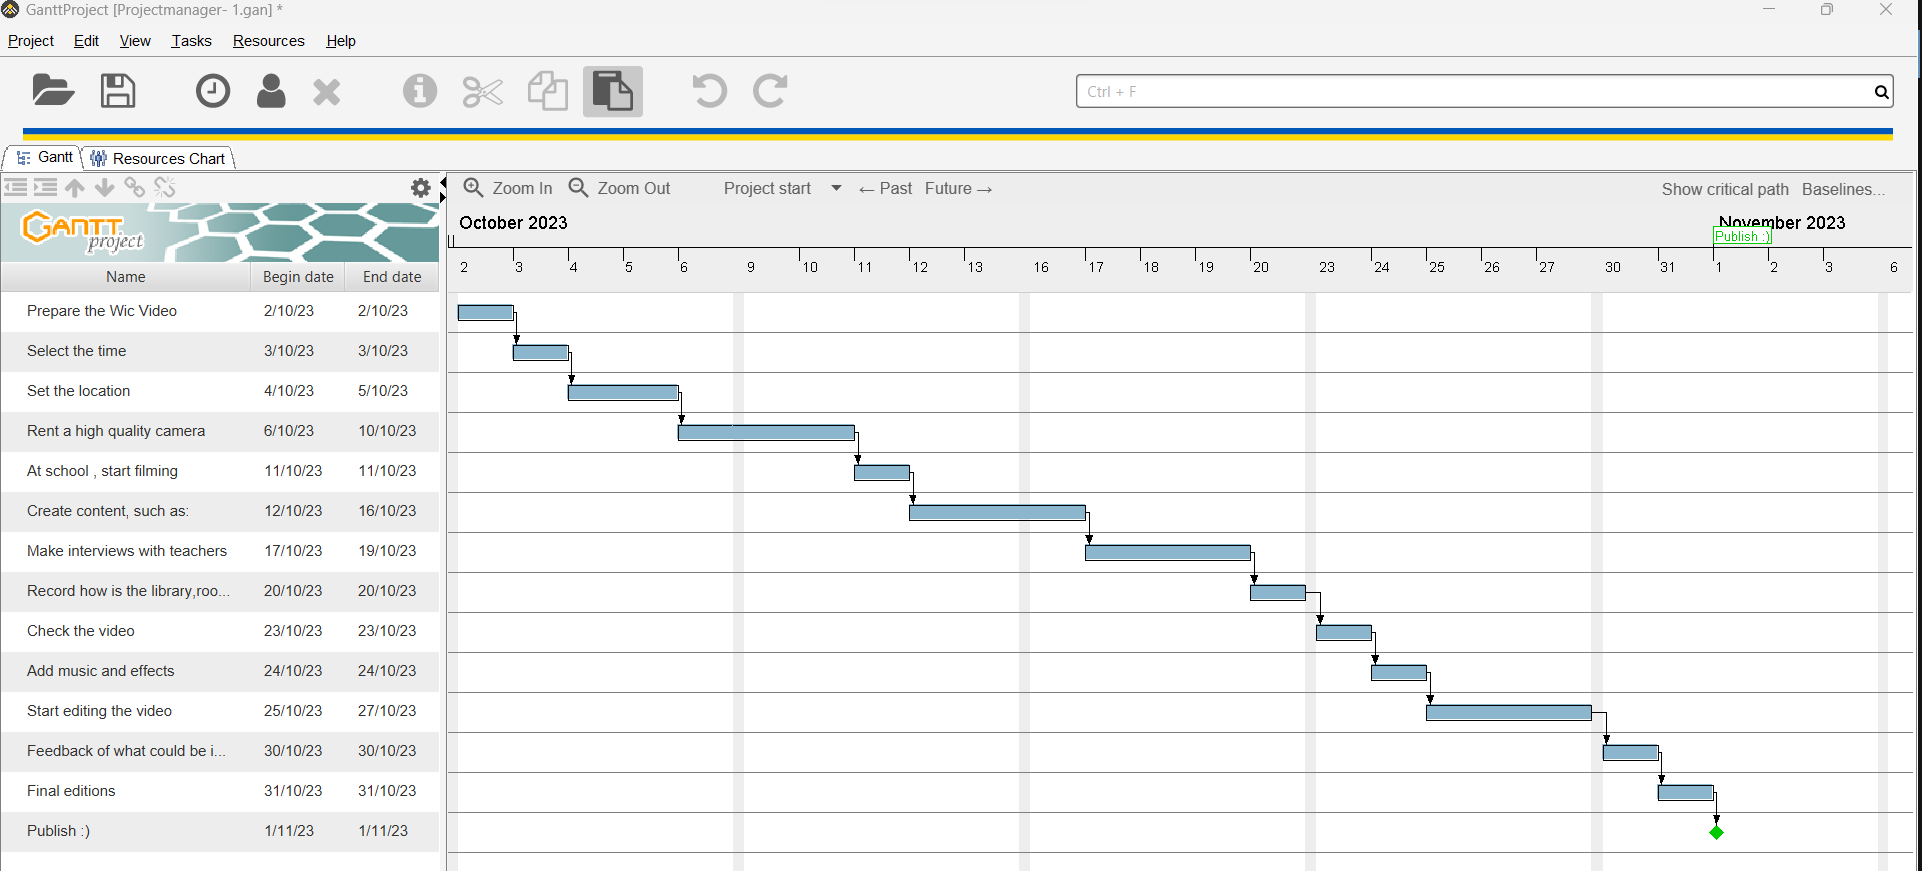 GanttProject [Projectmanager- 1.gan] *
Project Edit View Tasks Resources Help
Ctrl + F
Gantt Resources Chart
Zoom In Zoom Out Project start ← Past Future → Show critical path Baselines...
GANTT project
October 2023 November 2023
Publish :)
2 3 4 5 6 9 10 11 12 13 16 17 18 19 20 23 24 25 26 27 30 31 1 2 3 6
Name Begin date End date
Prepare the Wic Video 2/10/23 2/10/23
Select the time 3/10/23 3/10/23
Set the location 4/10/23 5/10/23
Rent a high quality camera 6/10/23 10/10/23
At school , start filming 11/10/23 11/10/23
Create content, such as: 12/10/23 16/10/23
Make interviews with teachers 17/10/23 19/10/23
Record how is the library,roo... 20/10/23 20/10/23
Check the video 23/10/23 23/10/23
Add music and effects 24/10/23 24/10/23
Start editing the video 25/10/23 27/10/23
Feedback of what could be i... 30/10/23 30/10/23
Final editions 31/10/23 31/10/23
Publish :) 1/11/23 1/11/23